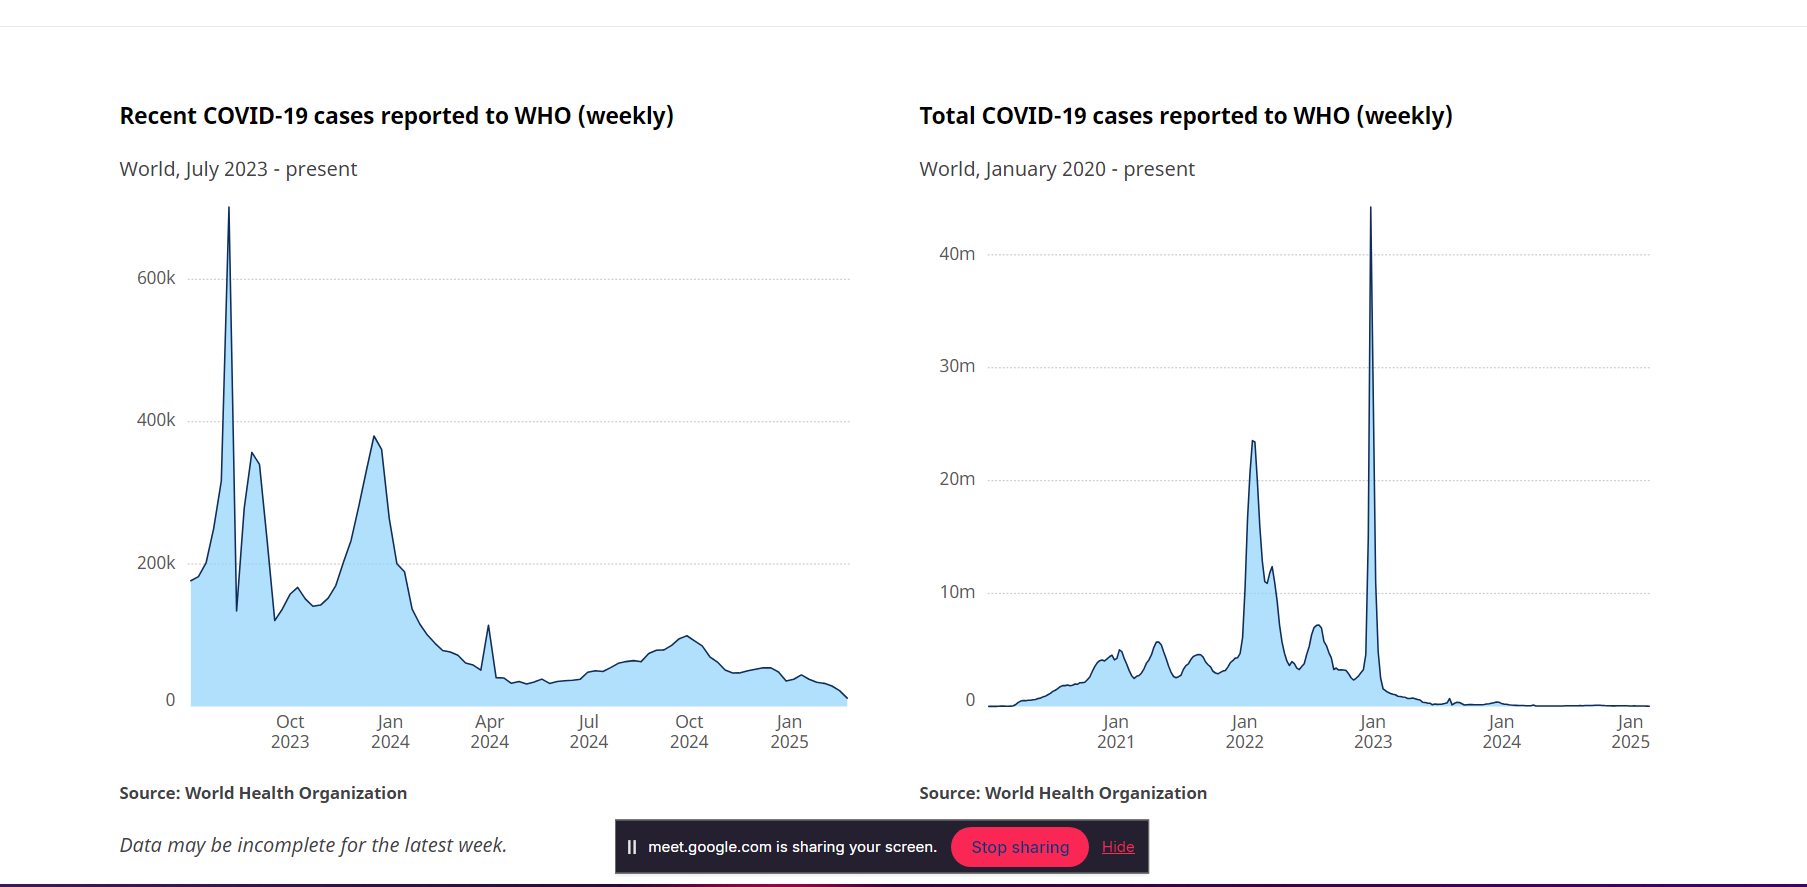 Recent COVID-19 cases reported to WHO (weekly)
World, July 2023 - present
600k
400k
200k
0
Oct 2023
Jan 2024
Apr 2024
Jul 2024
Oct 2024
Jan 2025
Source: World Health Organization
Data may be incomplete for the latest week.
Total COVID-19 cases reported to WHO (weekly)
World, January 2020 - present
40m
30m
20m
10m
0
Jan 2021
Jan 2022
Jan 2023
Jan 2024
Jan 2025
Source: World Health Organization
meet.google.com is sharing your screen.
Stop sharing
Hide